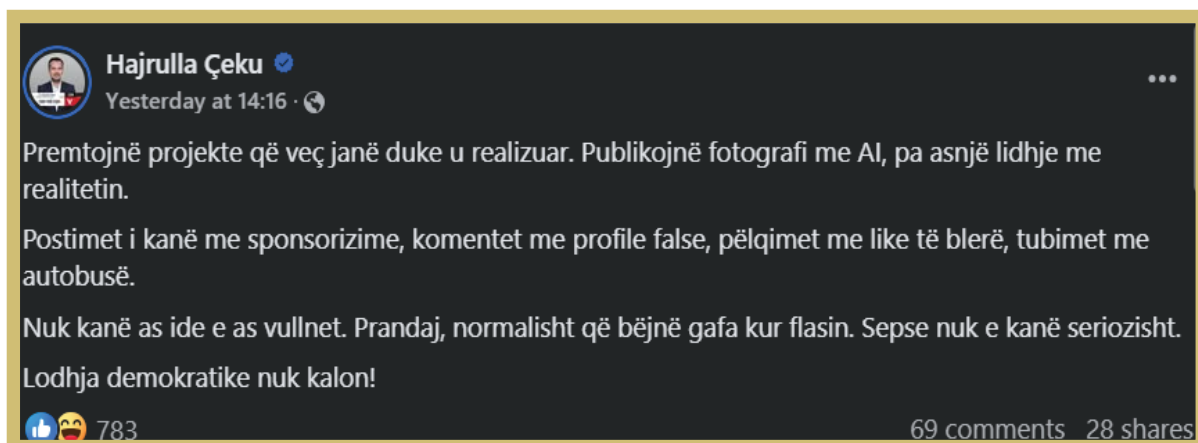 Hajrulla Çeku
Yesterday at 14:16 ·
Premtojnë projekte që veç janë duke u realizuar. Publikojnë fotografi me AI, pa asnjë lidhje me
realitetin.
Postimet i kanë me sponsorizime, komentet me profile false, pëlqimet me like të blerë, tubimet me
autobusë.
Nuk kanë as ide e as vullnet. Prandaj, normalisht që bëjnë gafa kur flasin. Sepse nuk e kanë seriozisht.
Lodhja demokratike nuk kalon!
783 69 comments 28 shares